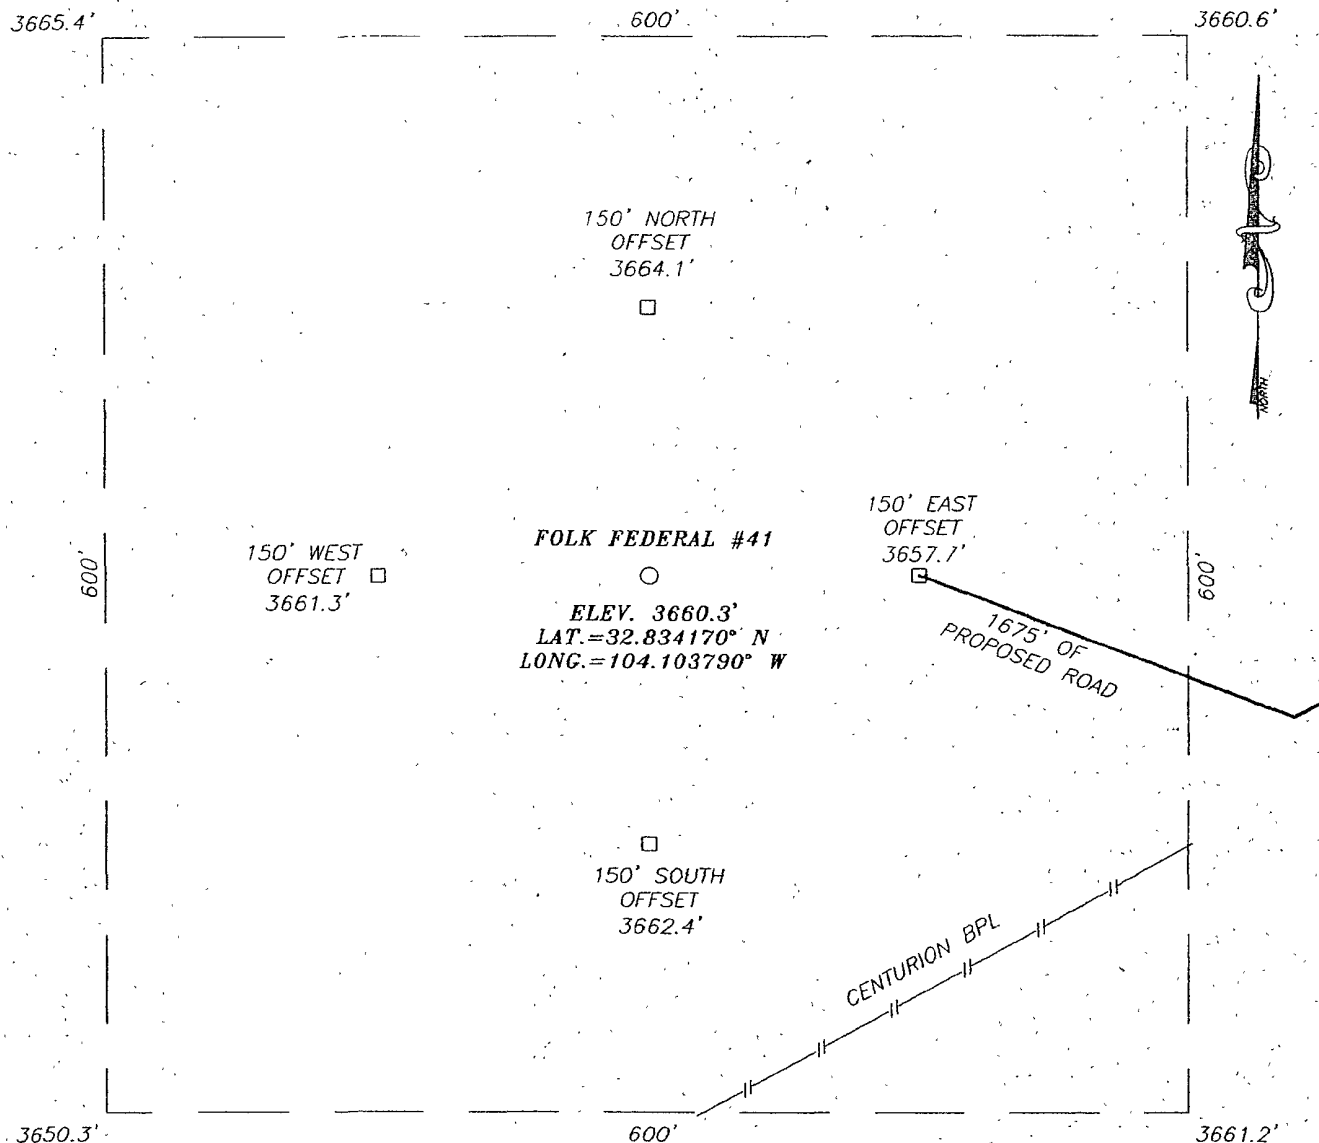 3665.4'
600'
3660.6'
150' NORTH
OFFSET
3664.1'
NORTH
150' EAST
OFFSET
3657.7'
FOLK FEDERAL #41
150' WEST
OFFSET
3661.3'
600'
600'
ELEV. 3660.3'
LAT.=32.834170° N
LONG.=104.103790° W
1675' OF
PROPOSED ROAD
150' SOUTH
OFFSET
3662.4'
CENTURION BPL
3650.3'
600'
3661.2'